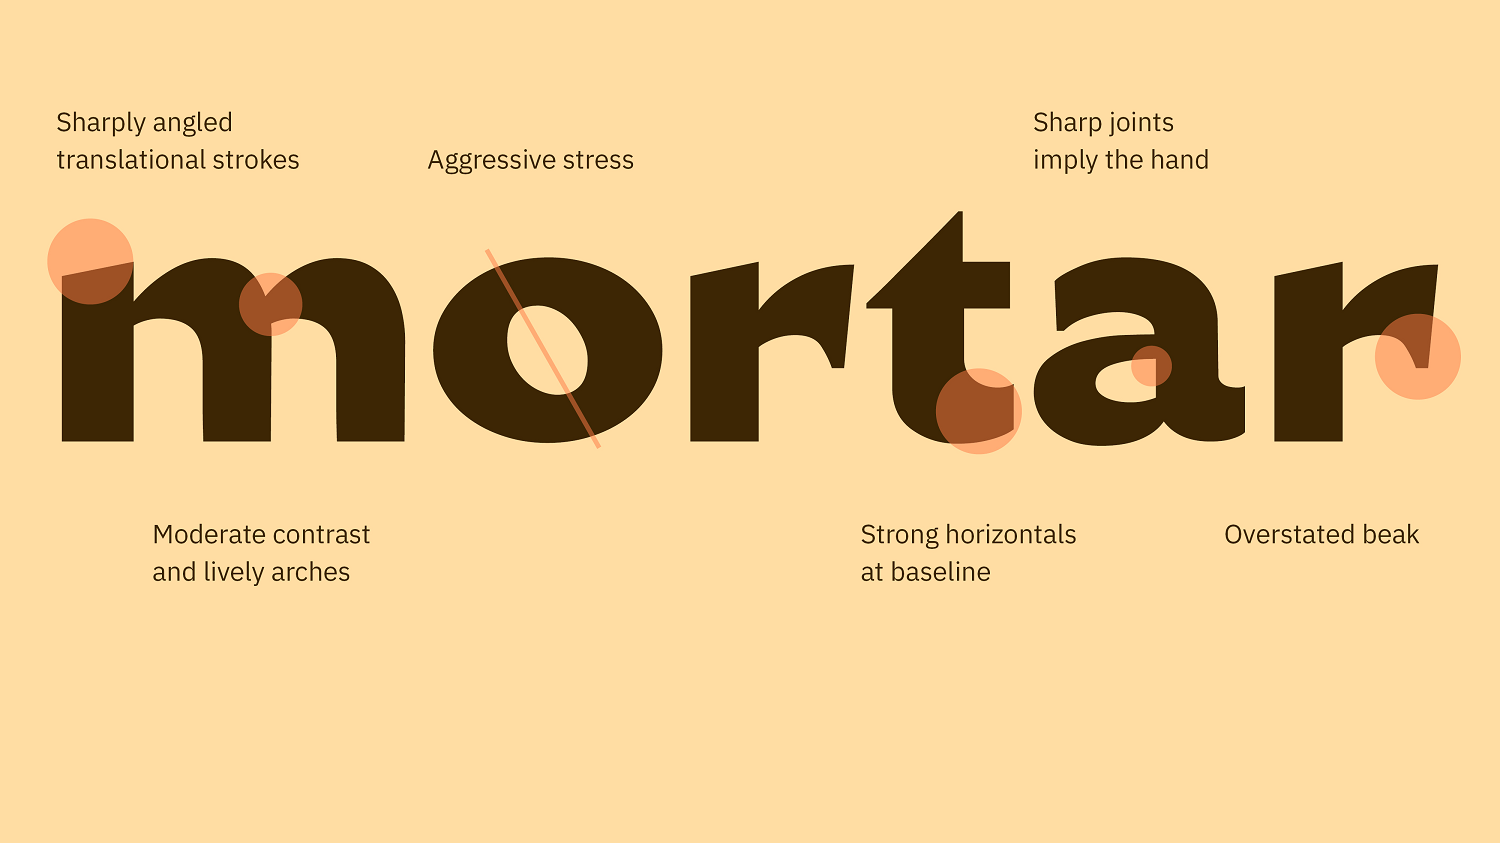 Sharply angled
translational strokes
Aggressive stress
Sharp joints
imply the hand
mortar
Moderate contrast
and lively arches
Strong horizontals
at baseline
Overstated beak